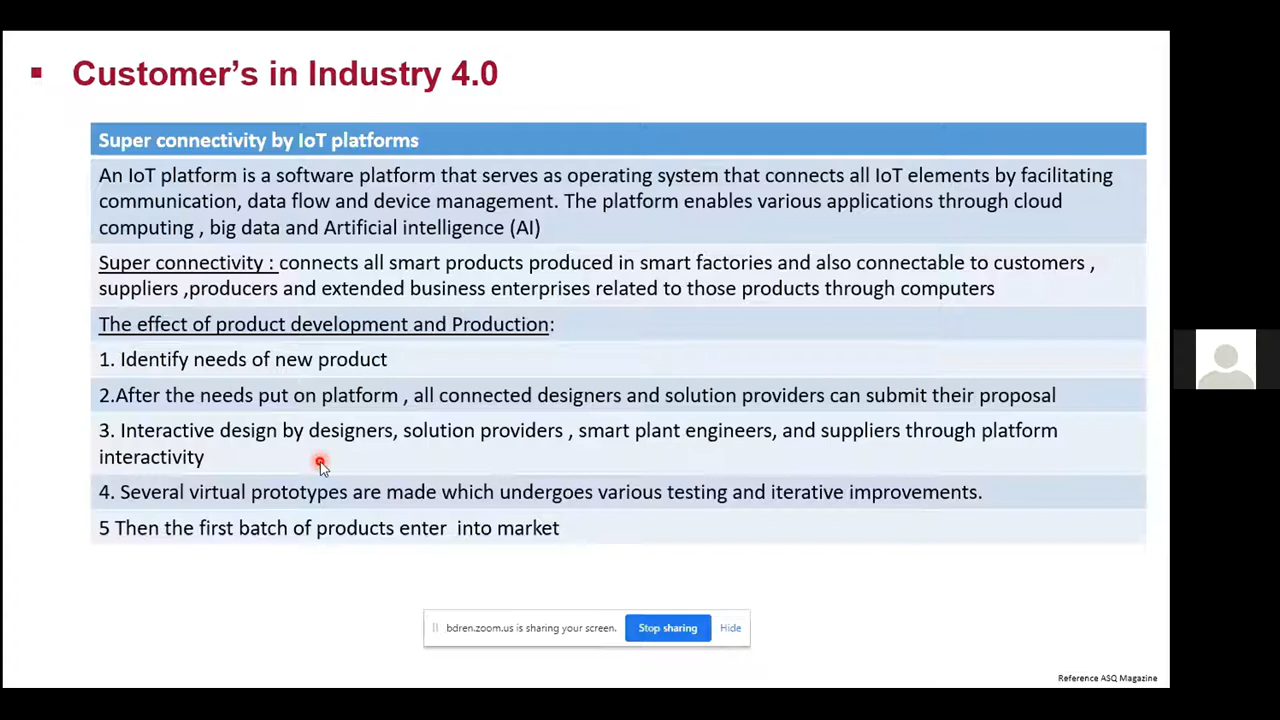 ▪ Customer’s in Industry 4.0
Super connectivity by IoT platforms
An IoT platform is a software platform that serves as operating system that connects all IoT elements by facilitating
communication, data flow and device management. The platform enables various applications through cloud
computing , big data and Artificial intelligence (AI)
Super connectivity : connects all smart products produced in smart factories and also connectable to customers ,
suppliers ,producers and extended business enterprises related to those products through computers
The effect of product development and Production:
1. Identify needs of new product
2.After the needs put on platform , all connected designers and solution providers can submit their proposal
3. Interactive design by designers, solution providers , smart plant engineers, and suppliers through platform
interactivity
4. Several virtual prototypes are made which undergoes various testing and iterative improvements.
5 Then the first batch of products enter  into market
bdren.zoom.us is sharing your screen. Stop sharing Hide
Reference ASQ Magazine